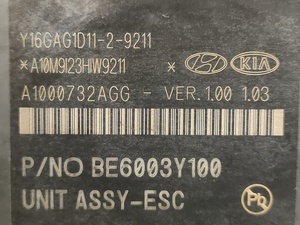 Y16GAG1D11-2-9211
*A10M9I23HIW9211 * KIA
A1000732AGG - VER.1.00 1.03
P/NO BE6003Y100
UNIT ASSY-ESC
Pb